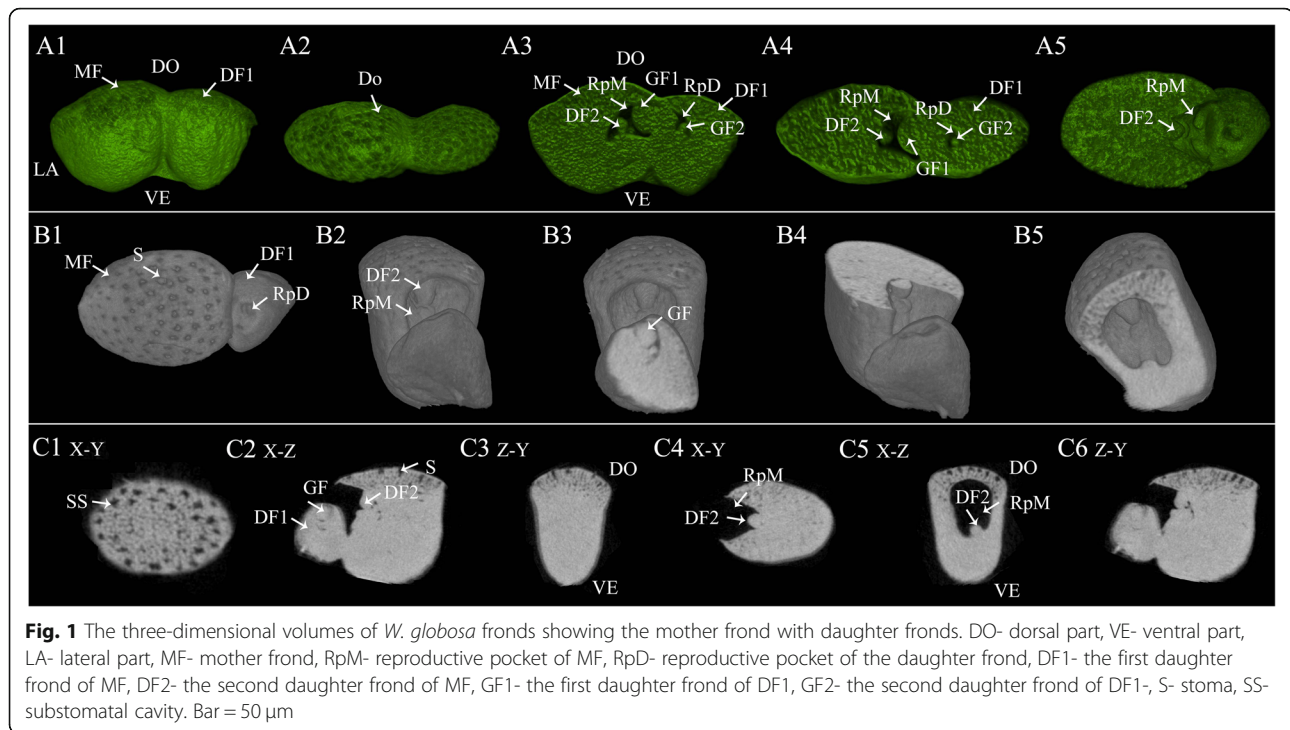 A1 A2 A3 A4 A5
MF DO DF1 LA VE
Do
DO MF RpM GF1 RpD DF1 DF2 GF2 VE
RpM RpD DF1 DF2 GF2 GF1
RpM DF2
B1 B2 B3 B4 B5
MF S DF1 RpD
DF2 RpM
GF
C1 X-Y C2 X-Z C3 Z-Y C4 X-Y C5 X-Z C6 Z-Y
SS
S GF DF2 DF1
DO VE
RpM DF2
DO DF2 RpM VE
Fig. 1 The three-dimensional volumes of W. globosa fronds showing the mother frond with daughter fronds. DO- dorsal part, VE- ventral part,
LA- lateral part, MF- mother frond, RpM- reproductive pocket of MF, RpD- reproductive pocket of the daughter frond, DF1- the first daughter
frond of MF, DF2- the second daughter frond of MF, GF1- the first daughter frond of DF1, GF2- the second daughter frond of DF1-, S- stoma, SS-
substomatal cavity. Bar = 50 μm